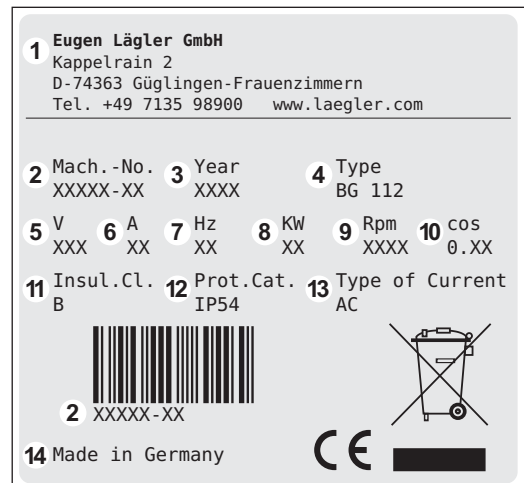 1 Eugen Lägler GmbH
Kappelrain 2
D-74363 Güglingen-Frauenzimmern
Tel. +49 7135 98900 www.laegler.com
2 Mach.-No. 3 Year 4 Type
XXXXX-XX XXXX BG 112
5 V 6 A 7 Hz 8 KW 9 Rpm 10 cos
XXX XX XX XX XXXX 0.XX
11 Insul.Cl. 12 Prot.Cat. 13 Type of Current
B IP54 AC
2 XXXXX-XX
14 Made in Germany CE